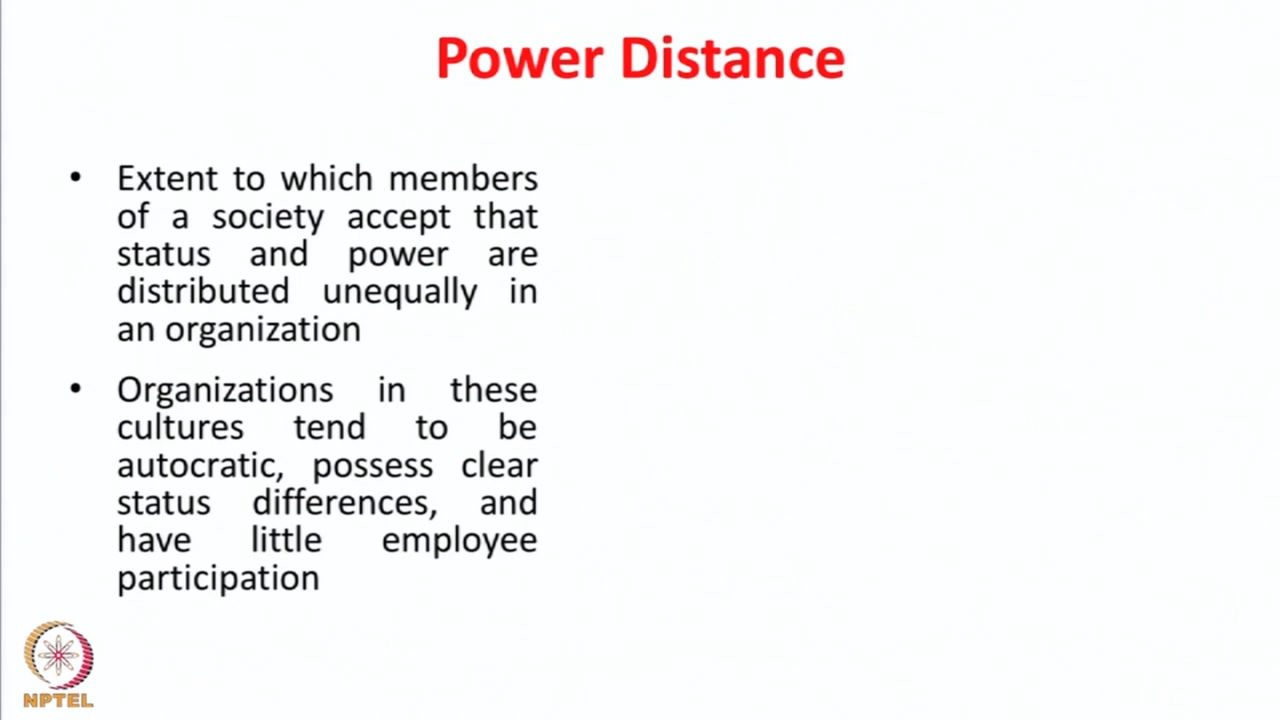 Power Distance
• Extent to which members
of a society accept that
status and power are
distributed unequally in
an organization
• Organizations in these
cultures tend to be
autocratic, possess clear
status differences, and
have little employee
participation
NPTEL